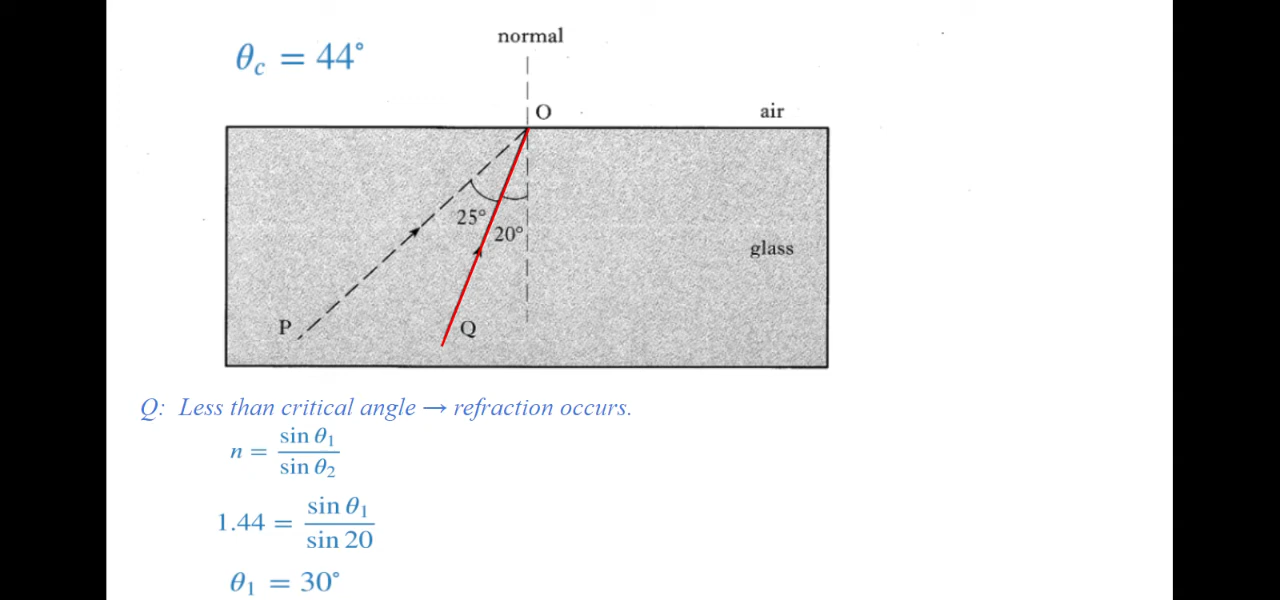 normal
θc = 44°
O
air
25°
20°
glass
P
Q
Q: Less than critical angle → refraction occurs.
n = sin θ1 / sin θ2
1.44 = sin θ1 / sin 20
θ1 = 30°